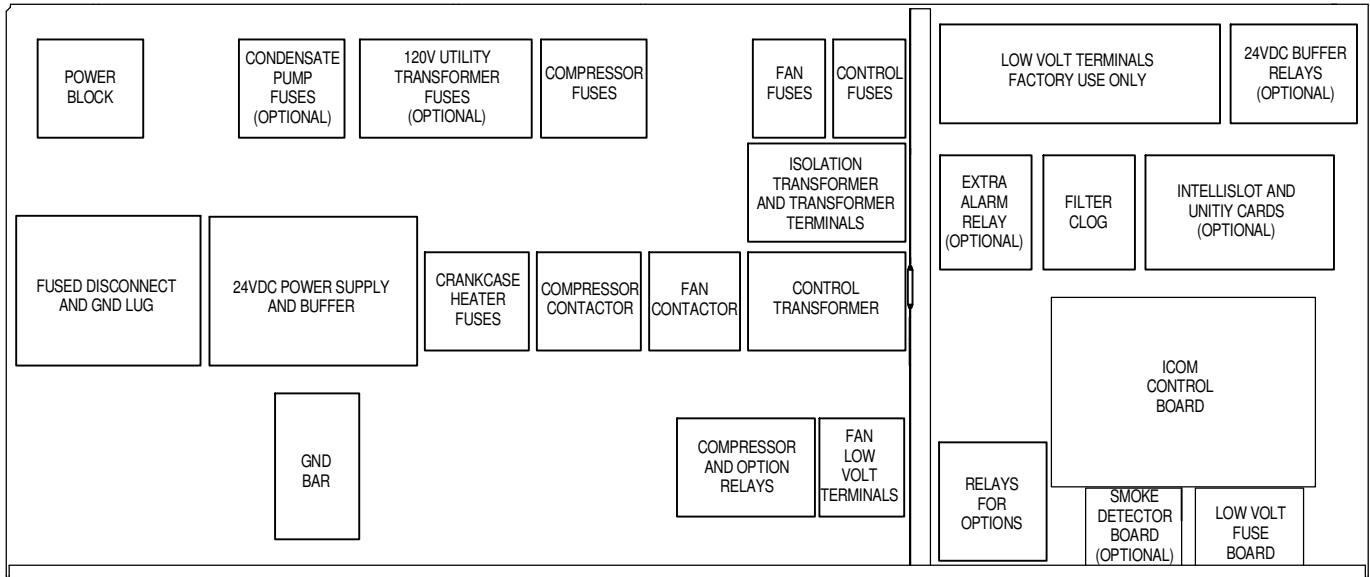 POWER
BLOCK
CONDENSATE
PUMP
FUSES
(OPTIONAL)
120V UTILITY
TRANSFORMER
FUSES
(OPTIONAL)
COMPRESSOR
FUSES
FAN
FUSES
CONTROL
FUSES
LOW VOLT TERMINALS
FACTORY USE ONLY
24VDC BUFFER
RELAYS
(OPTIONAL)
ISOLATION
TRANSFORMER
AND TRANSFORMER
TERMINALS
EXTRA
ALARM
RELAY
(OPTIONAL)
FILTER
CLOG
INTELLISLOT AND
UNITIY CARDS
(OPTIONAL)
FUSED DISCONNECT
AND GND LUG
24VDC POWER SUPPLY
AND BUFFER
CRANKCASE
HEATER
FUSES
COMPRESSOR
CONTACTOR
FAN
CONTACTOR
CONTROL
TRANSFORMER
ICOM
CONTROL
BOARD
GND
BAR
COMPRESSOR
AND OPTION
RELAYS
FAN
LOW
VOLT
TERMINALS
RELAYS
FOR
OPTIONS
SMOKE
DETECTOR
BOARD
(OPTIONAL)
LOW VOLT
FUSE
BOARD